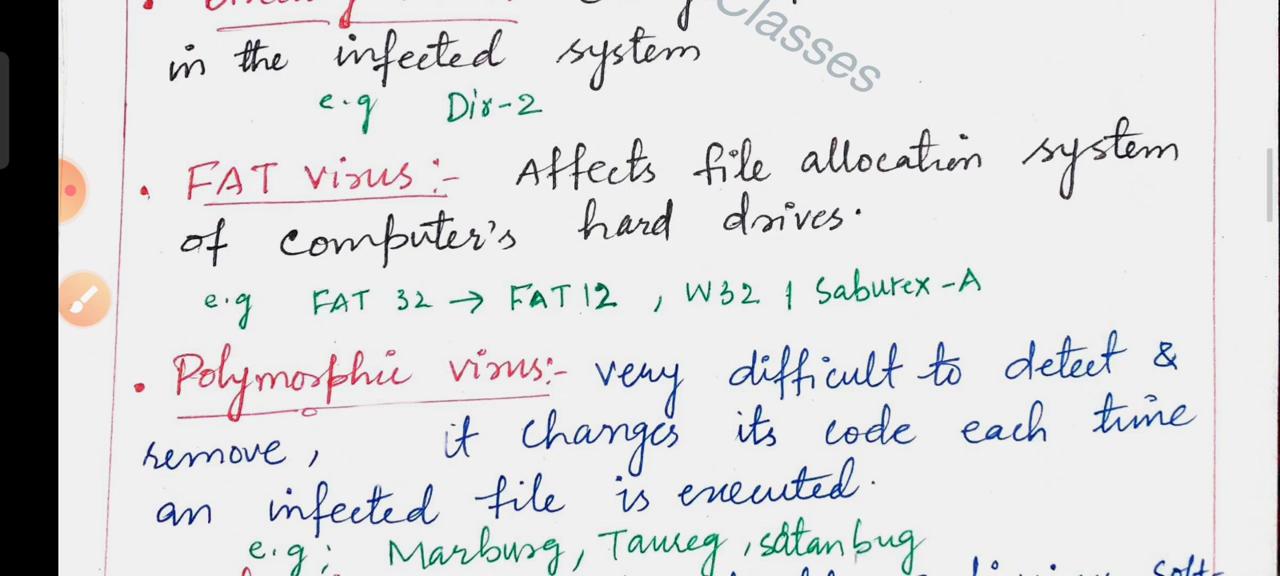 Classes
in the infected system
e.g Dir-2
• FAT virus :- Affects file allocation system
of computer's hard drives.
e.g FAT 32 → FAT 12 , W32 / Saburex-A
• Polymorphic virus:- very difficult to detect &
remove, it changes its code each time
an infected file is executed.
e.g; Marburg, Taureg, satanbug